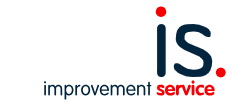 is.
improvement service